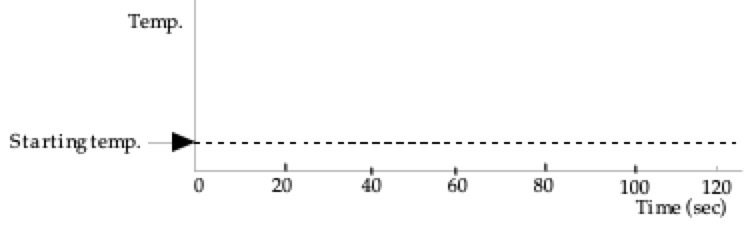 Temp.
Starting temp.
0 20 40 60 80 100 120
Time (sec)